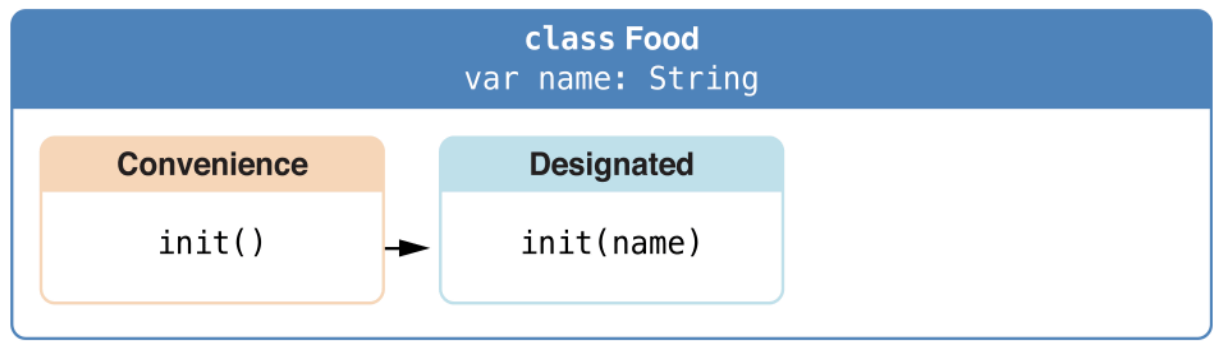 class Food
var name: String
Convenience
Designated
init()
init(name)